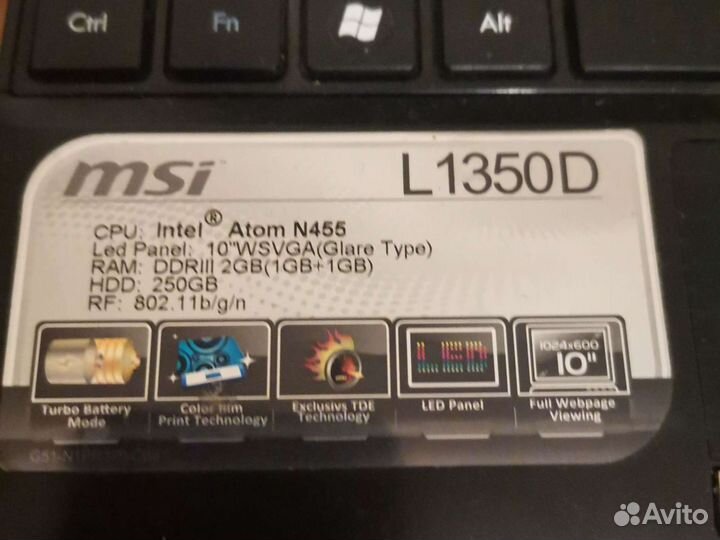 Ctrl Fn Alt
msi L1350D
CPU: Intel® Atom N455
Led Panel: 10"WSVGA(Glare Type)
RAM: DDRIII 2GB(1GB+1GB)
HDD: 250GB
RF: 802.11b/g/n
1024x600
10"
Turbo Battery Mode
Color Film Print Technology
Exclusivs TDE Technology
LED Panel
Full Webpage Viewing
Avito